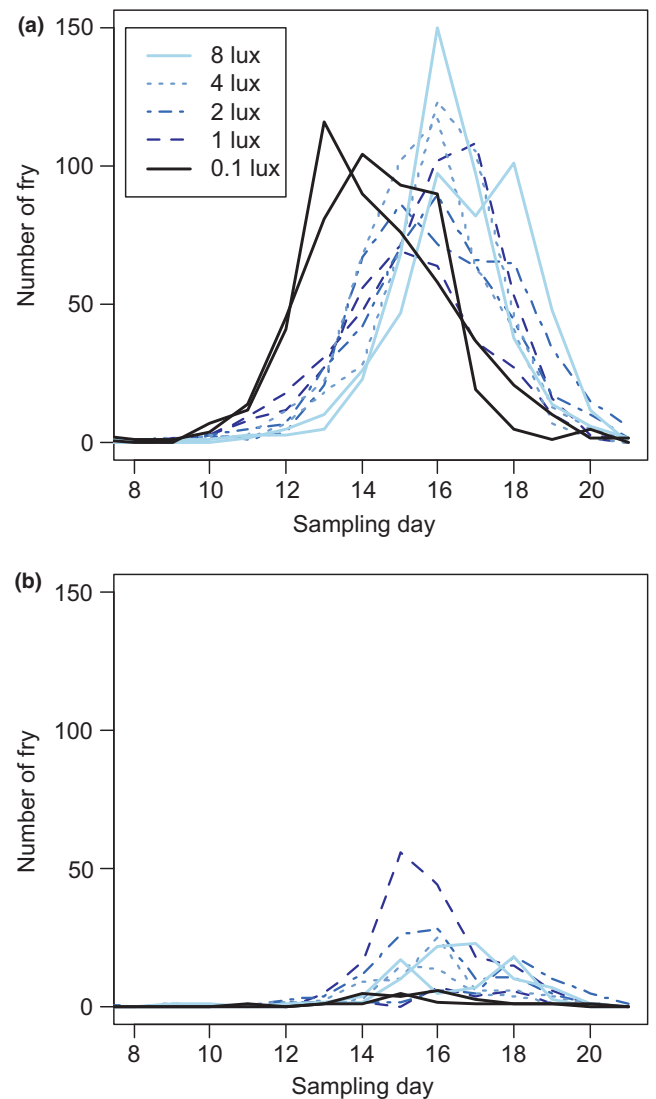 (a)
150
100
50
0
Number of fry
8 lux
4 lux
2 lux
1 lux
0.1 lux
8 10 12 14 16 18 20
Sampling day
(b)
150
100
50
0
Number of fry
8 10 12 14 16 18 20
Sampling day